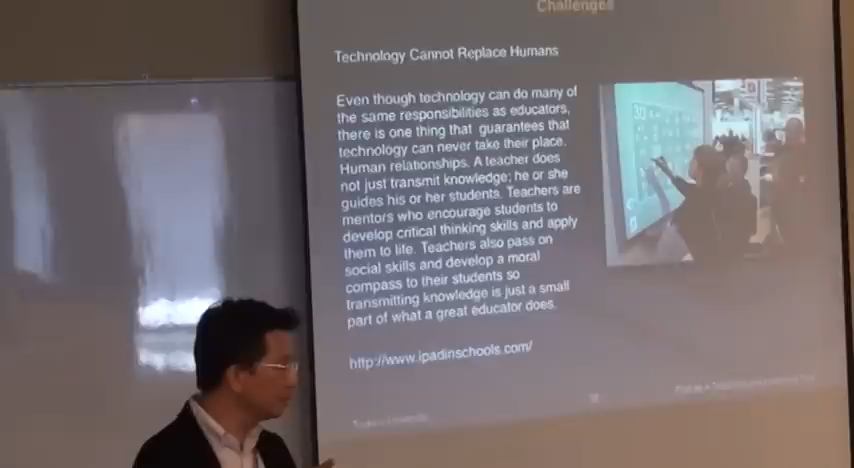 Challenges
Technology Cannot Replace Humans
Even though technology can do many of
the same responsibilities as educators,
there is one thing that guarantees that
technology can never take their place.
Human relationships. A teacher does
not just transmit knowledge; he or she
guides his or her students. Teachers are
mentors who encourage students to
develop critical thinking skills and apply
them to life. Teachers also pass on
social skills and develop a moral
compass to their students so
transmitting knowledge is just a small
part of what a great educator does.
http://www.ipadinschools.com/